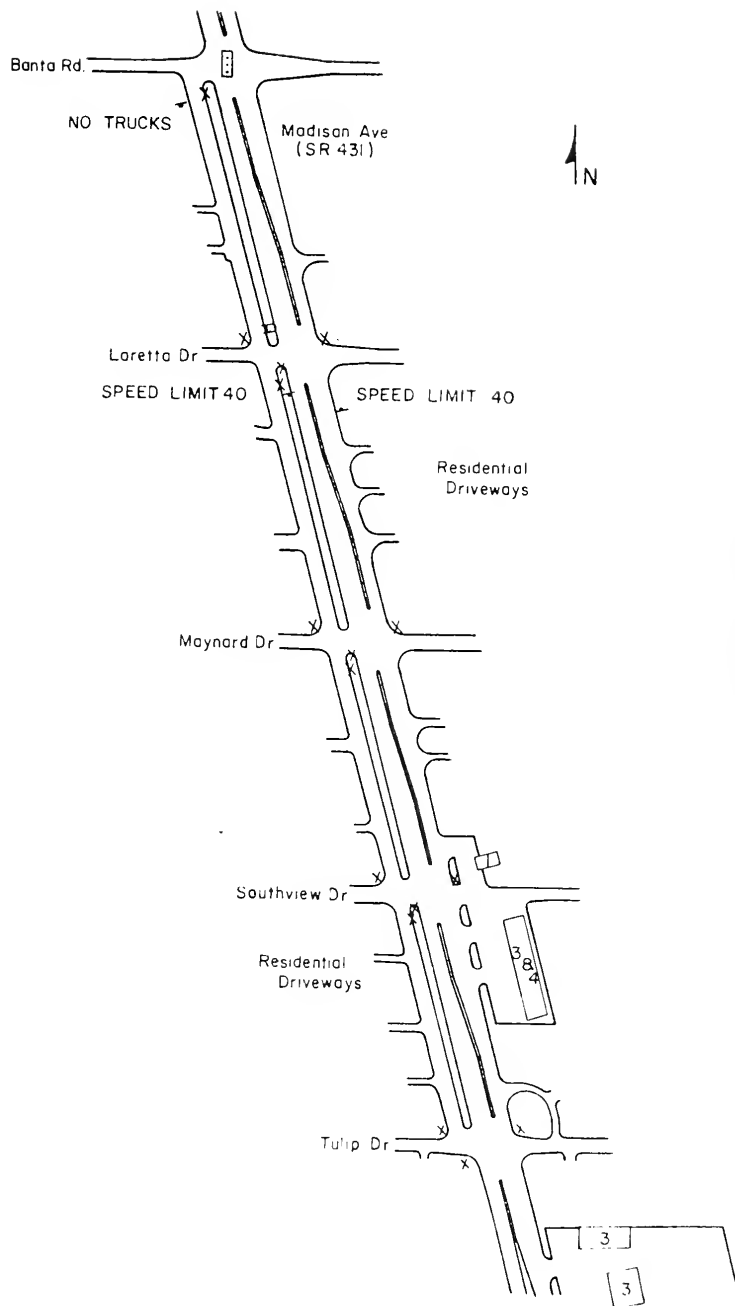 Banta Rd.
NO TRUCKS
Madison Ave
(SR 431)
N
Loretta Dr
SPEED LIMIT 40
SPEED LIMIT 40
Residential
Driveways
Maynard Dr
Southview Dr
3
&
4
Residential
Driveways
Tulip Dr
3
3